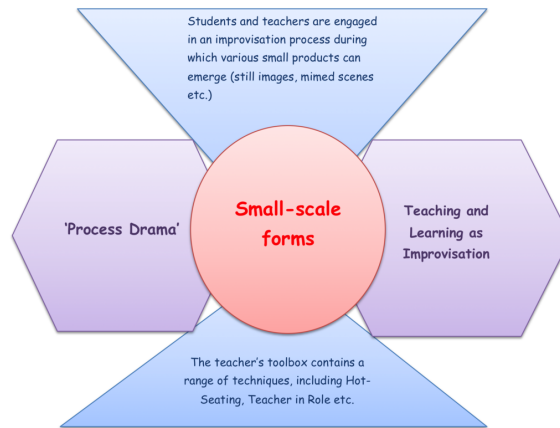 Students and teachers are engaged
in an improvisation process during
which various small products can
emerge (still images, mimed scenes
etc.)
'Process Drama'
Small-scale
forms
Teaching and
Learning as
Improvisation
The teacher's toolbox contains a
range of techniques, including Hot-
Seating, Teacher in Role etc.